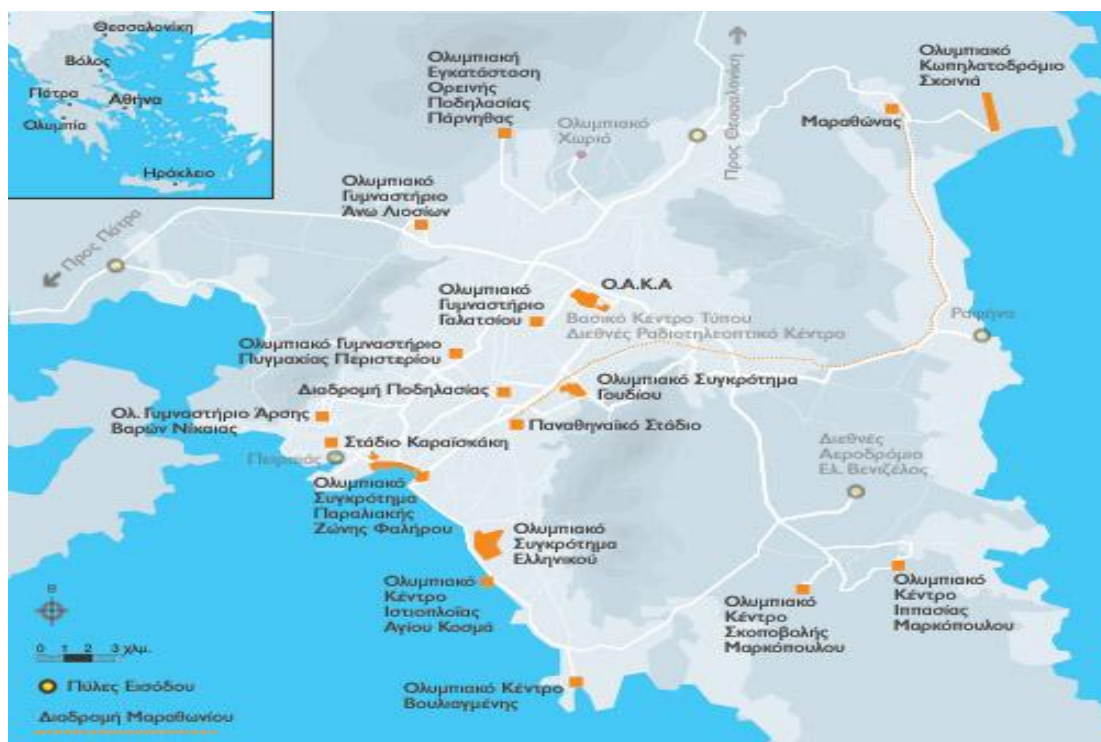 Θεσσαλονίκη
Βόλος
Πάτρα
Αθήνα
Ολυμπία
Ηράκλειο
Ολυμπιακή
Εγκατάσταση
Ορεινής
Ποδηλασίας
Πάρνηθας
Ολυμπιακό
Χωριό
Προς Θεσσαλονίκη
Ολυμπιακό
Κωπηλατοδρόμιο
Σχοινιά
Μαραθώνας
Ολυμπιακό
Γυμναστήριο
Άνω Λιοσίων
Προς Πάτρα
Ολυμπιακό
Γυμναστήριο
Γαλατσίου
Ο.Α.Κ.Α
Βασικό Κέντρο Τύπου
Διεθνές Ραδιοτηλεοπτικό Κέντρο
Ραφήνα
Ολυμπιακό Γυμναστήριο
Πυγμαχίας Περιστερίου
Διαδρομή Ποδηλασίας
Ολυμπιακό Συγκρότημα
Γουδίου
Ολ. Γυμναστήριο Άρσης
Βαρών Νίκαιας
Παναθηναϊκό Στάδιο
Στάδιο Καραϊσκάκη
Πειραιάς
Διεθνές
Αεροδρόμιο
Ελ. Βενιζέλος
Ολυμπιακό
Συγκρότημα
Παραλιακής
Ζώνης Φαλήρου
Ολυμπιακό
Συγκρότημα
Ελληνικού
Ολυμπιακό
Κέντρο
Ιστιοπλοΐας
Αγίου Κοσμά
Ολυμπιακό
Κέντρο
Σκοποβολής
Μαρκόπουλου
Ολυμπιακό
Κέντρο
Ιππασίας
Μαρκόπουλου
Ολυμπιακό Κέντρο
Βουλιαγμένης
Β
0 1 2 3 χλμ.
Πύλες Εισόδου
Διαδρομή Μαραθωνίου